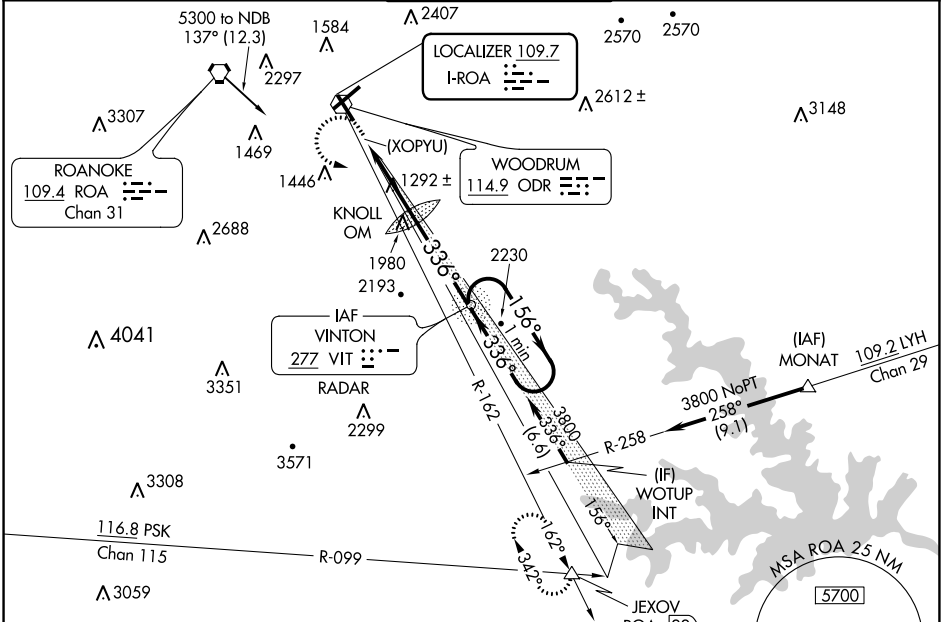 5300 to NDB
137° (12.3)
1584
2407
2570
2570
2297
LOCALIZER 109.7
I-ROA
2612 ±
3148
3307
1469
(XOPYU)
ROANOKE
109.4 ROA
Chan 31
1446
1292 ±
WOODRUM
114.9 ODR
KNOLL
OM
2688
1980
336°
2230
2193
156°
1 min
IAF
VINTON
277 VIT
RADAR
336°
4041
(IAF)
MONAT
109.2 LYH
Chan 29
3351
R-162
3800 NoPT
258°
(9.1)
2299
3800
336°
(6.6)
R-258
3571
(IF)
WOTUP
INT
3308
156°
116.8 PSK
Chan 115
R-099
162°
342°
MSA ROA 25 NM
5700
3059
JEXOV